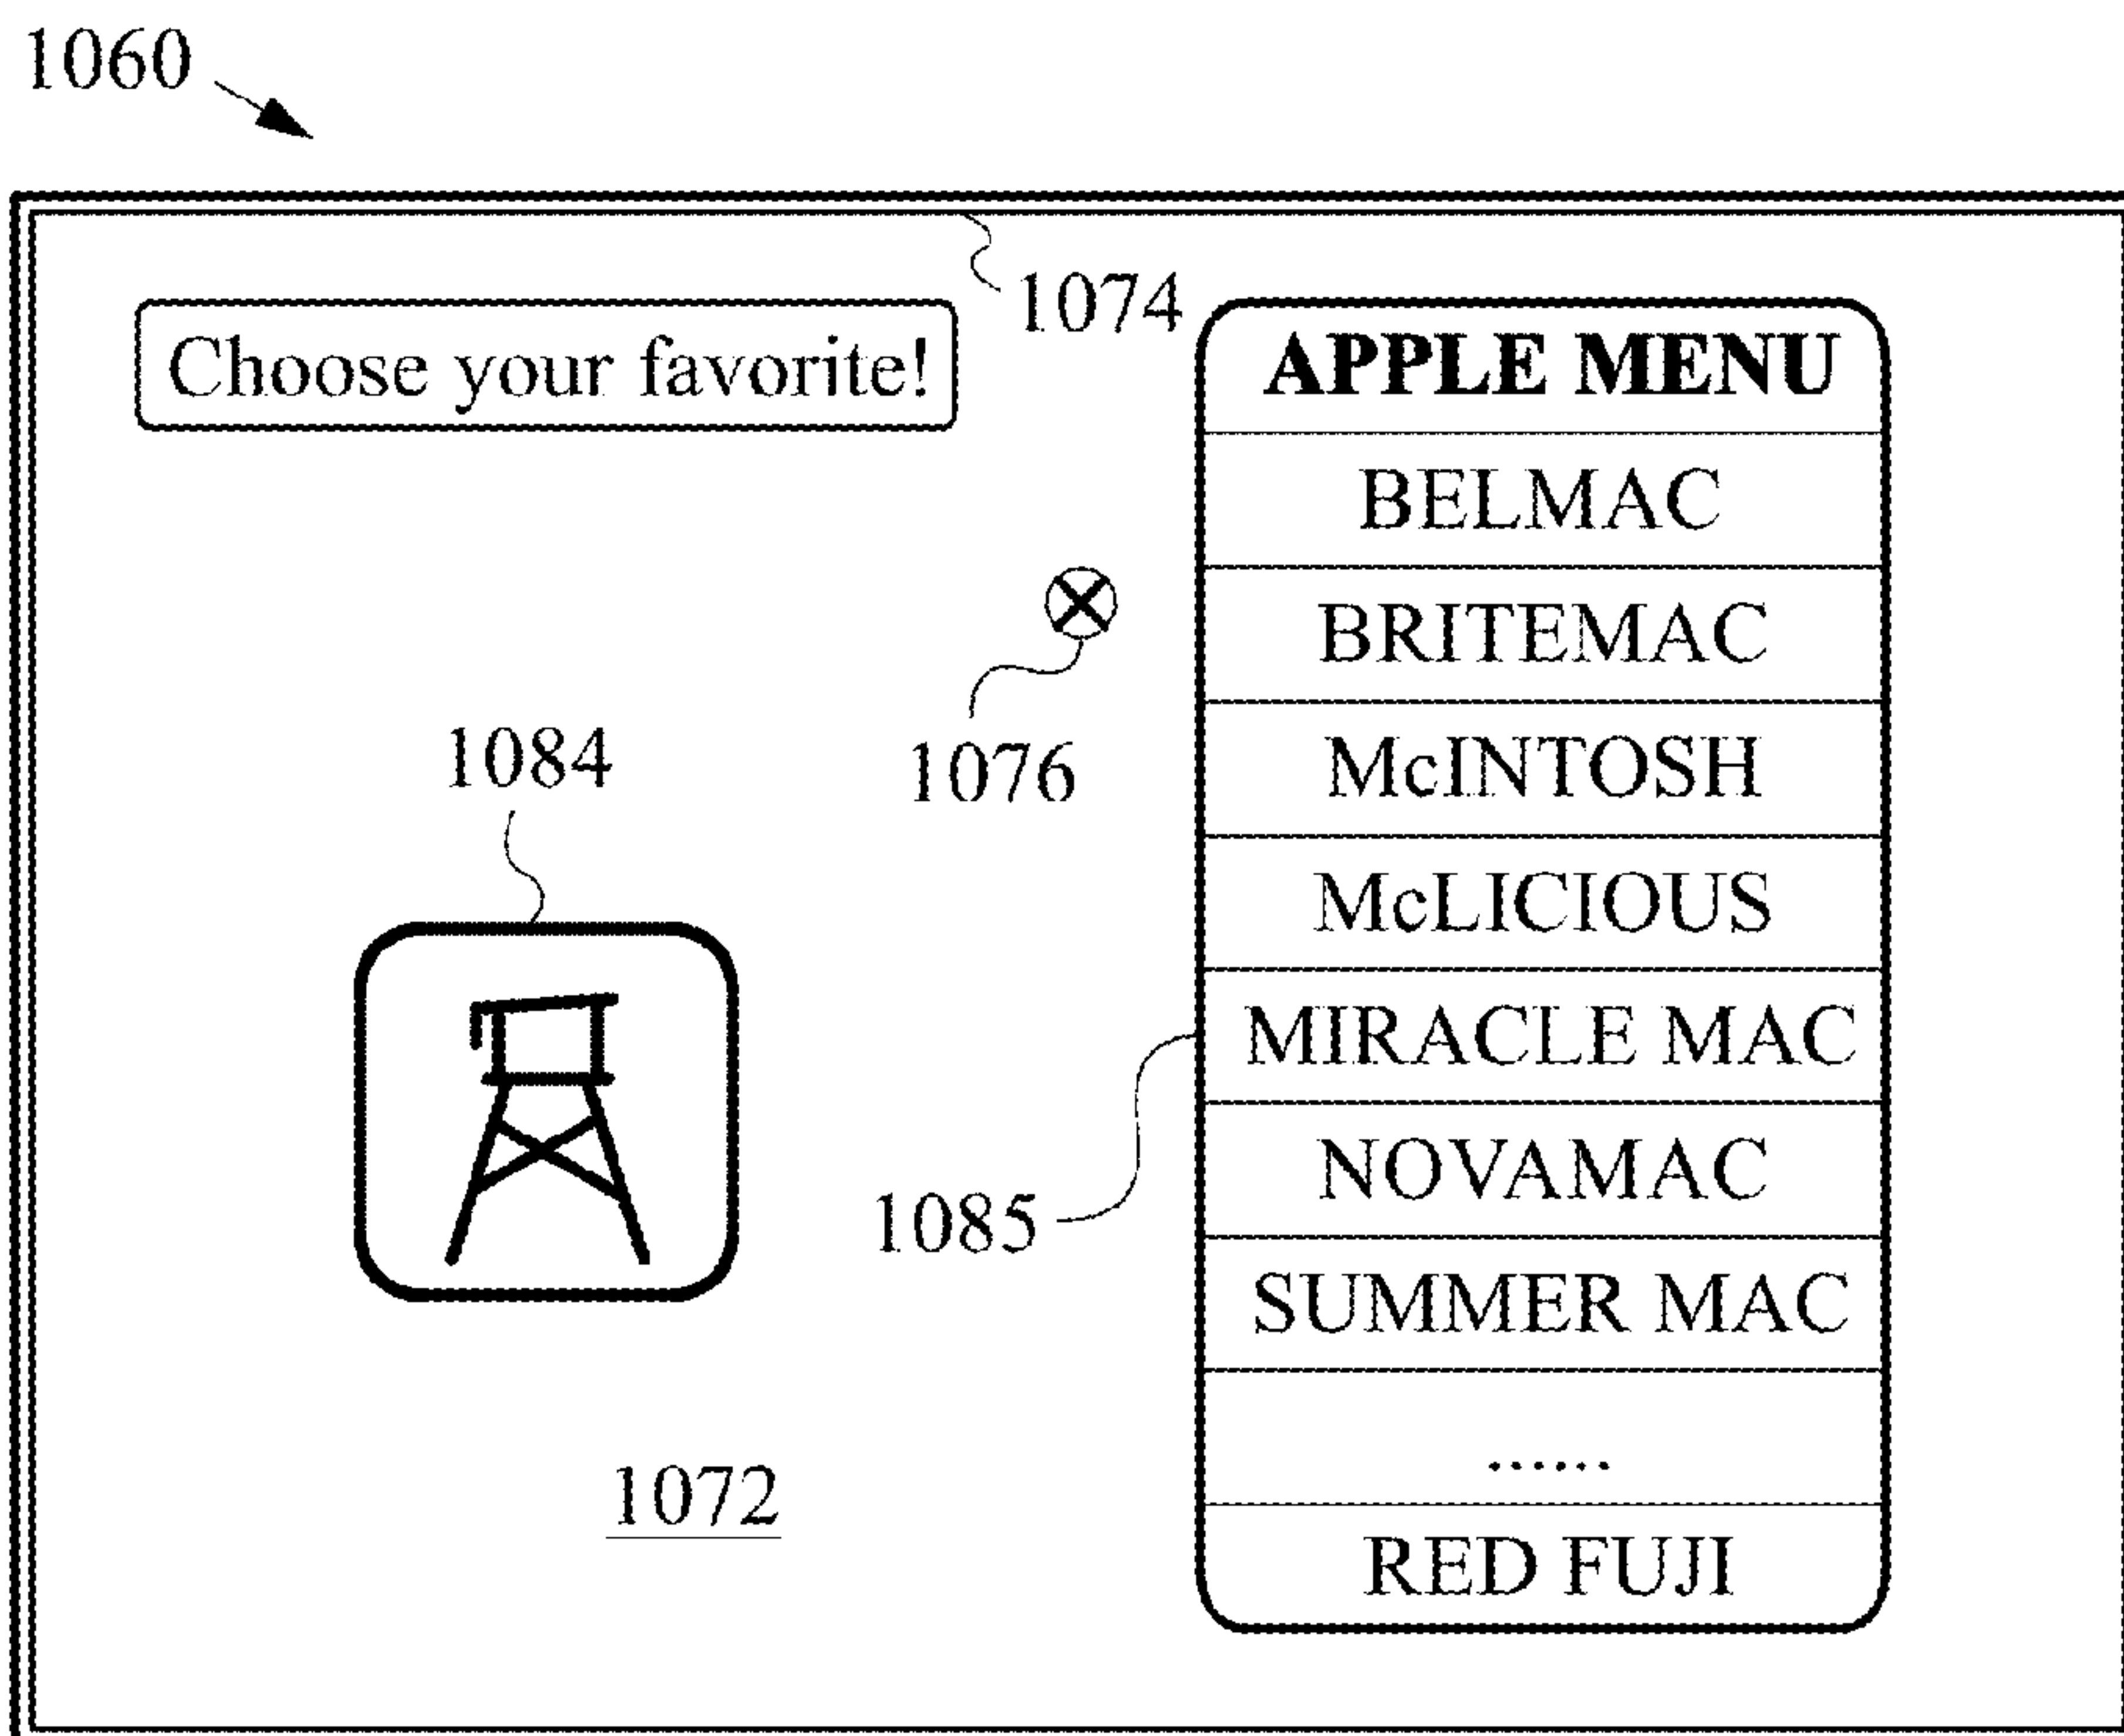 1060
1074
Choose your favorite!
APPLE MENU
BELMAC
BRITEMAC
1076
McINTOSH
1084
McLICIOUS
MIRACLE MAC
NOVAMAC
1085
SUMMER MAC
......
1072
RED FUJI